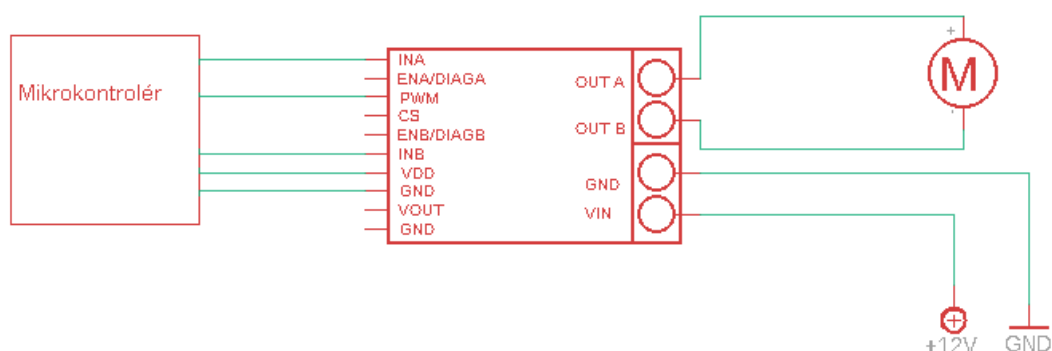 Mikrokontrolér
INA
ENA/DIAGA
PWM
CS
ENB/DIAGB
INB
VDD
GND
VOUT
GND
OUT A
OUT B
GND
VIN
+
M
-
+12V
GND